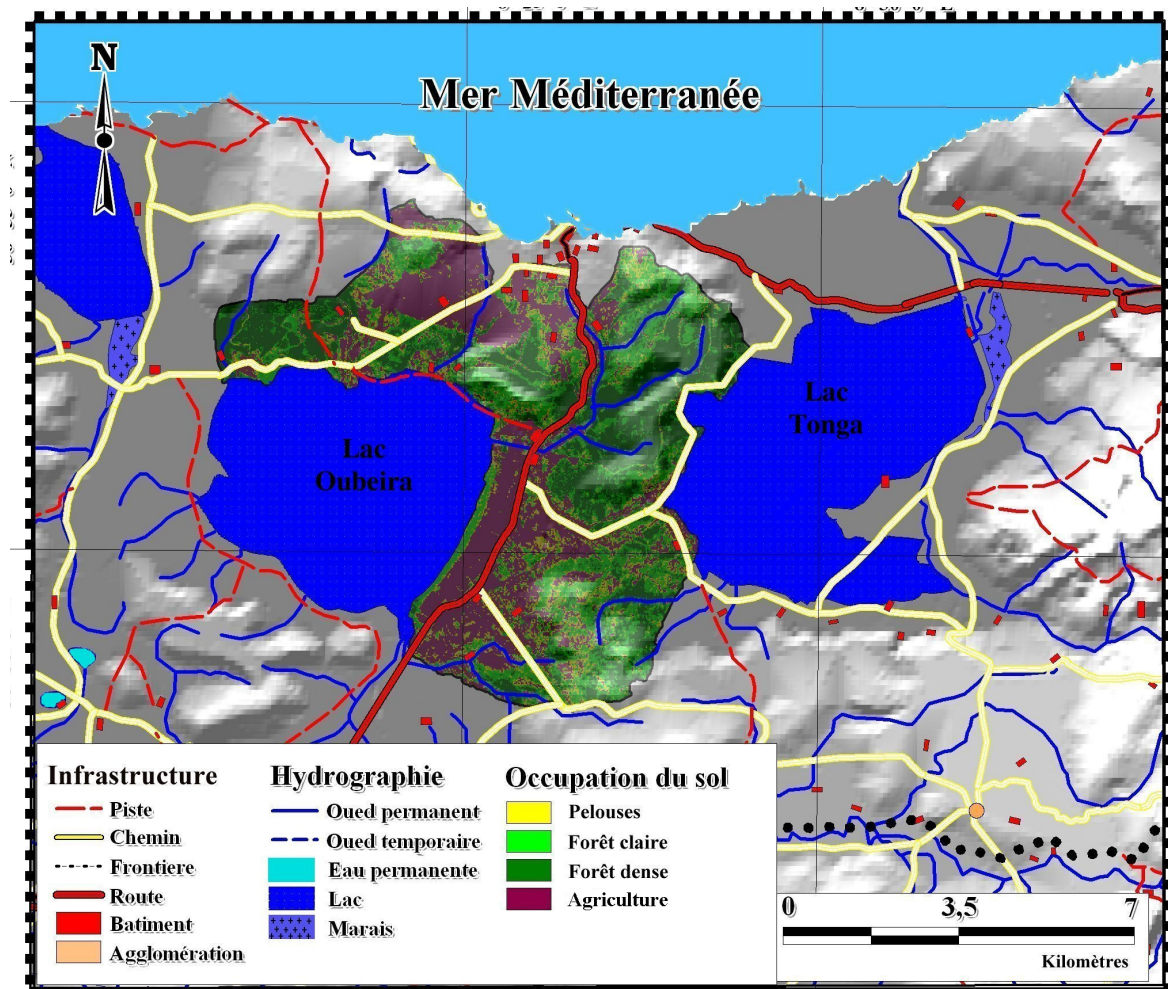 N
Mer Méditerranée
Lac
Tonga
Lac
Oubeira
Infrastructure
Piste
Chemin
Frontiere
Route
Batiment
Agglomération
Hydrographie
Oued permanent
Oued temporaire
Eau permanente
Lac
Marais
Occupation du sol
Pelouses
Forêt claire
Forêt dense
Agriculture
0 3,5 7
Kilomètres